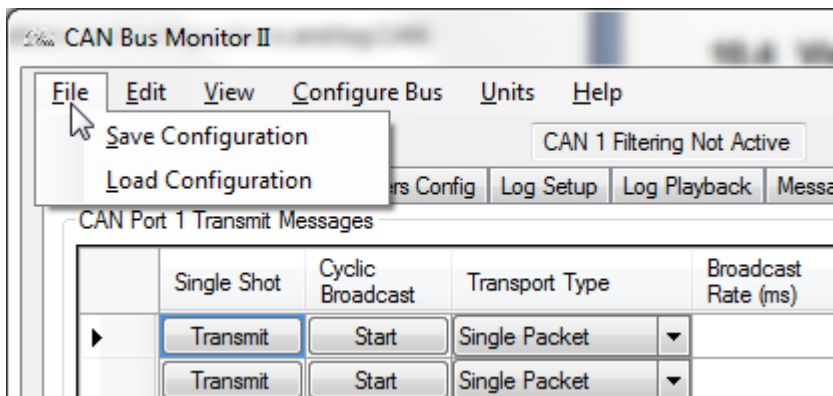 CAN Bus Monitor II
File Edit View Configure Bus Units Help
Save Configuration
CAN 1 Filtering Not Active
Load Configuration
Config Log Setup Log Playback
CAN Port 1 Transmit Messages
Single Shot Cyclic Broadcast Transport Type Broadcast Rate (ms)
Transmit Start Single Packet
Transmit Start Single Packet